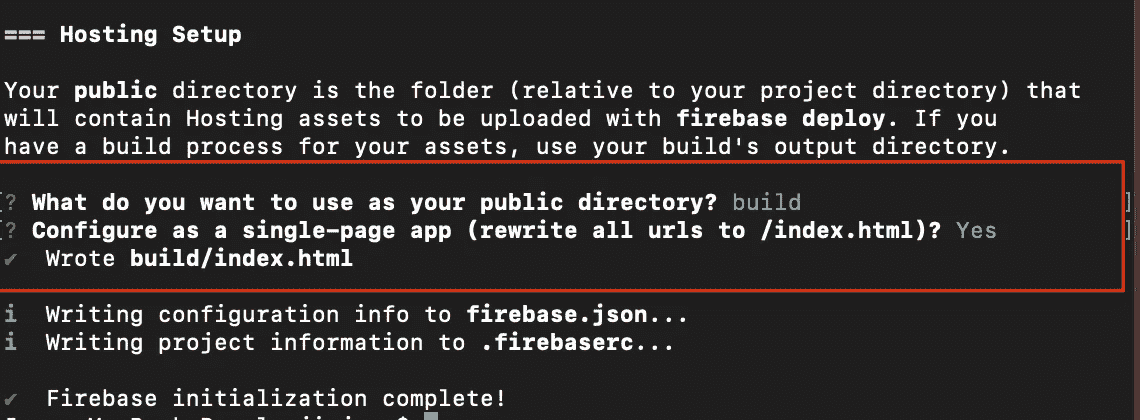 === Hosting Setup
Your public directory is the folder (relative to your project directory) that
will contain Hosting assets to be uploaded with firebase deploy. If you
have a build process for your assets, use your build's output directory.
[? What do you want to use as your public directory? build ]
[? Configure as a single-page app (rewrite all urls to /index.html)? Yes ]
✔ Wrote build/index.html
i Writing configuration info to firebase.json...
i Writing project information to .firebaserc...
✔ Firebase initialization complete!